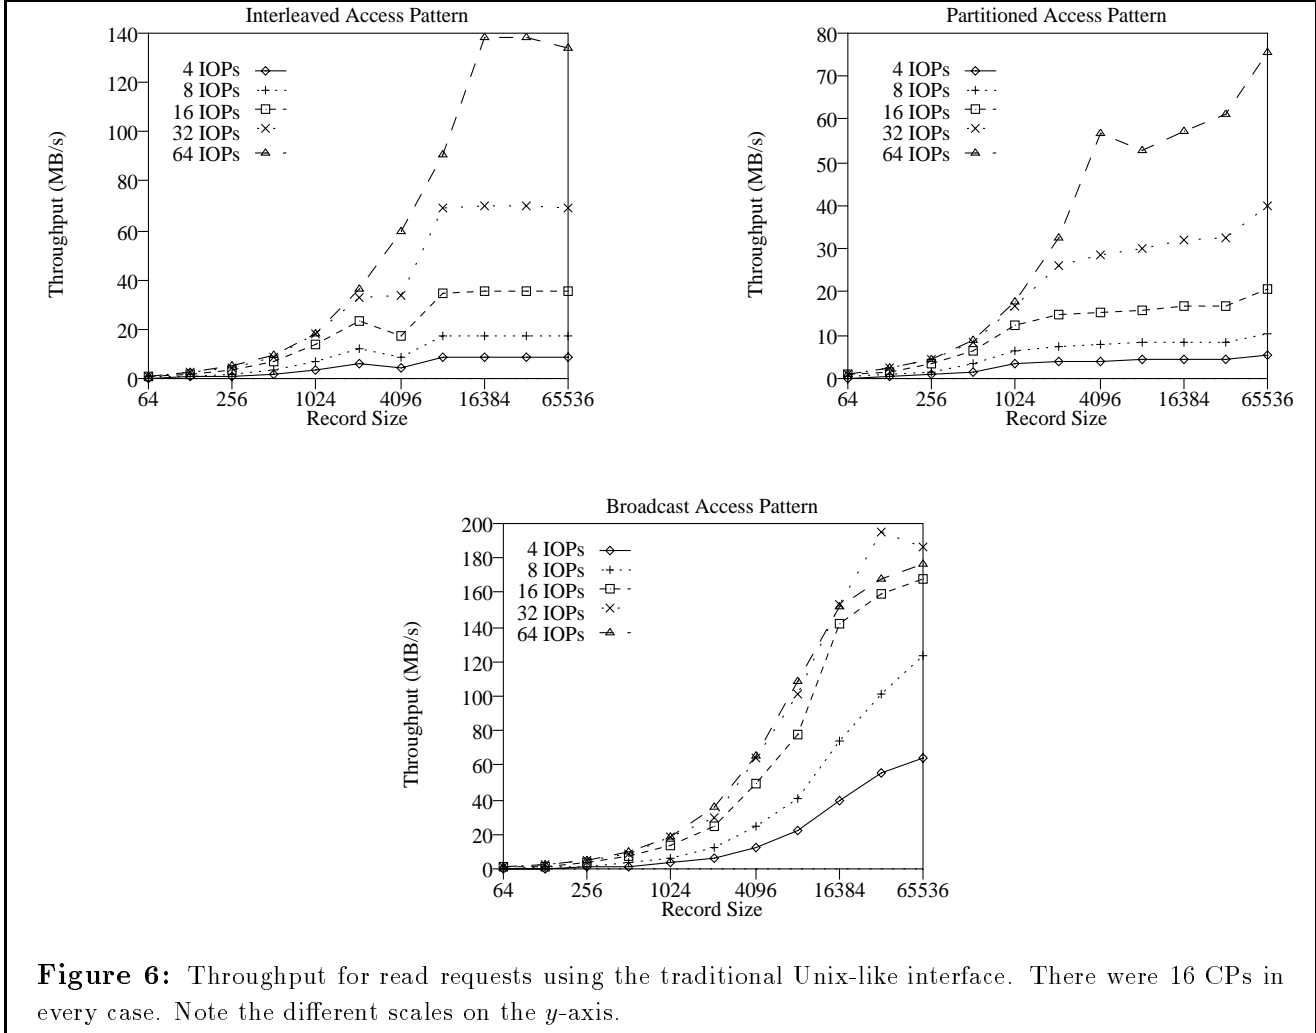 Interleaved Access Pattern
140
120
100
80
60
40
20
0
Throughput (MB/s)
4 IOPs
8 IOPs
16 IOPs
32 IOPs
64 IOPs
64 256 1024 4096 16384 65536
Record Size
Partitioned Access Pattern
80
70
60
50
40
30
20
10
0
Throughput (MB/s)
4 IOPs
8 IOPs
16 IOPs
32 IOPs
64 IOPs
64 256 1024 4096 16384 65536
Record Size
Broadcast Access Pattern
200
180
160
140
120
100
80
60
40
20
0
Throughput (MB/s)
4 IOPs
8 IOPs
16 IOPs
32 IOPs
64 IOPs
64 256 1024 4096 16384 65536
Record Size
Figure 6: Throughput for read requests using the traditional Unix-like interface. There were 16 CPs in
every case. Note the different scales on the y-axis.